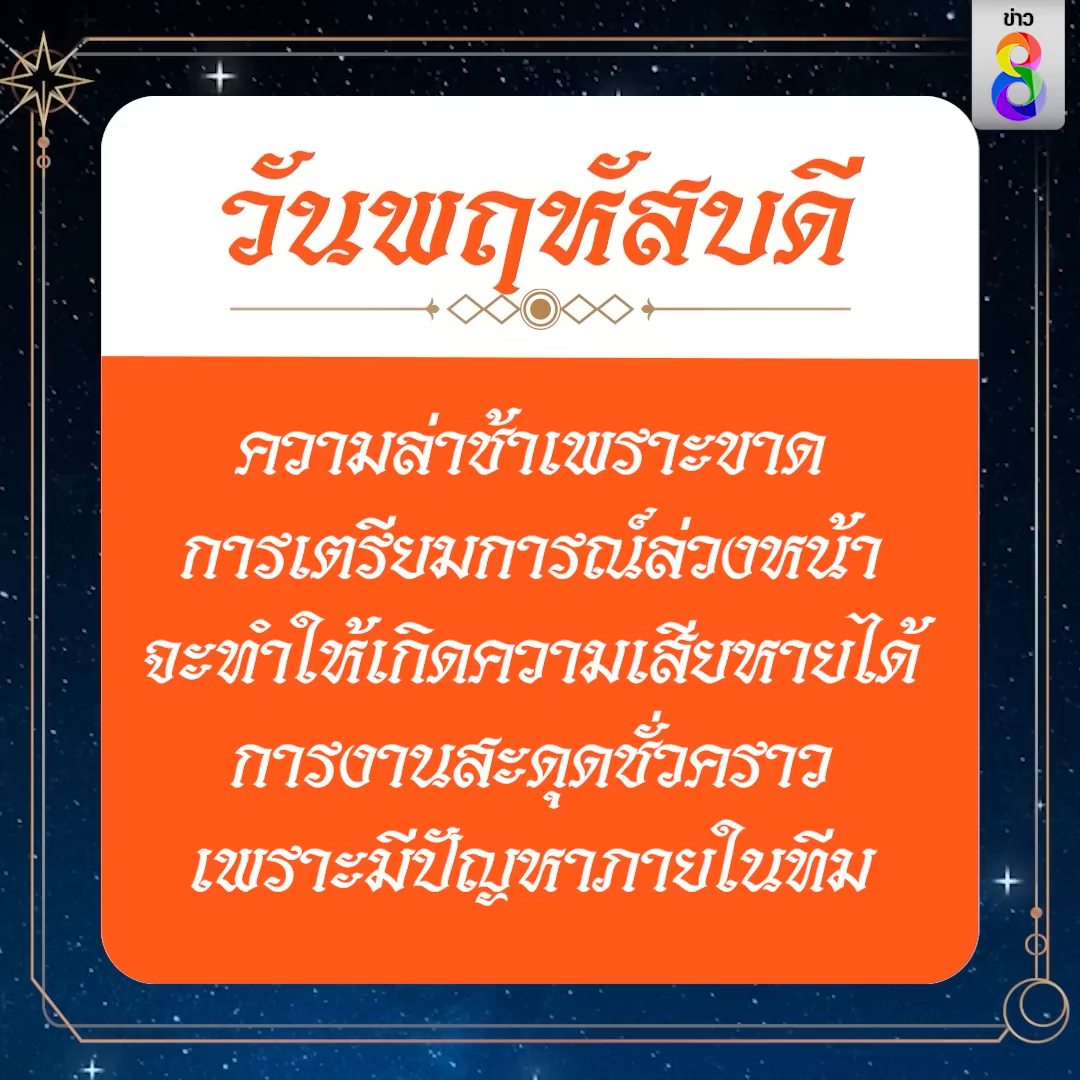 ข่าว
8
วันพฤหัสบดี
ความล่าช้าเพราะขาด
การเตรียมการณ์ล่วงหน้า
จะทำให้เกิดความเสียหายได้
การงานสะดุดชั่วคราว
เพราะมีปัญหาภายในทีม